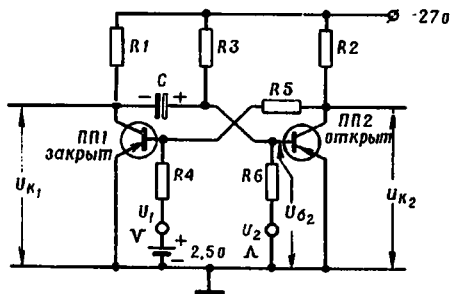 -27в
R1
R3
R2
C
R5
- +
ПП1
закрыт
ПП2
открыт
Uк1
R4
R6
Uб2
Uк2
U1
U2
+
- 2,5в